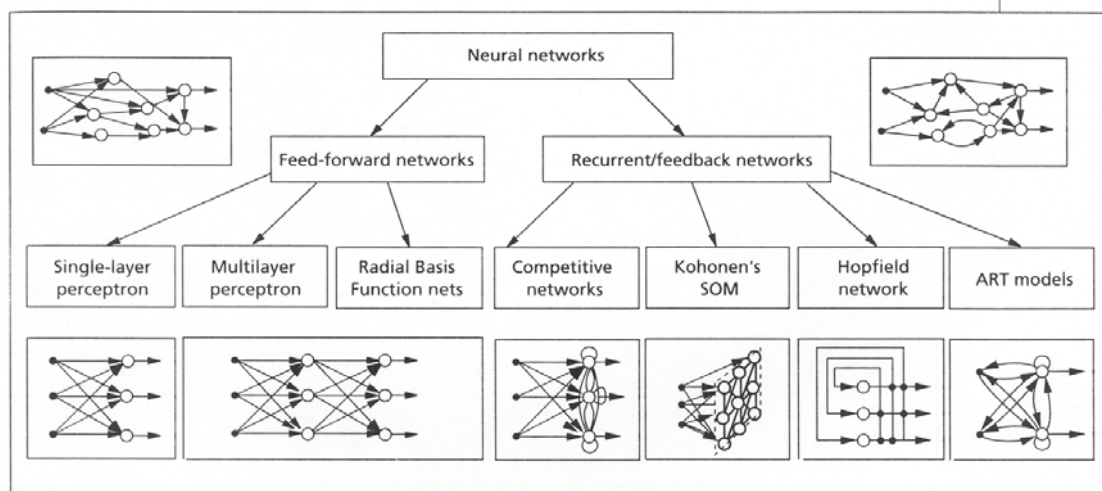 Neural networks
Feed-forward networks
Recurrent/feedback networks
Single-layer
perceptron
Multilayer
perceptron
Radial Basis
Function nets
Competitive
networks
Kohonen's
SOM
Hopfield
network
ART models